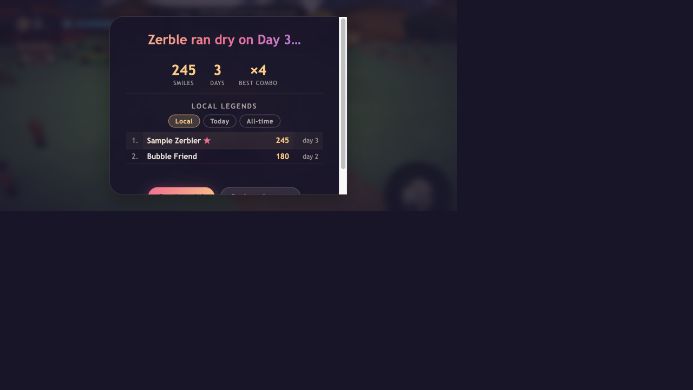 Zerble ran dry on Day 3...
245 3 ×4
SMILES DAYS BEST COMBO
LOCAL LEGENDS
Local Today All-time
1. Sample Zerbler ★ 245 day 3
2. Bubble Friend 180 day 2